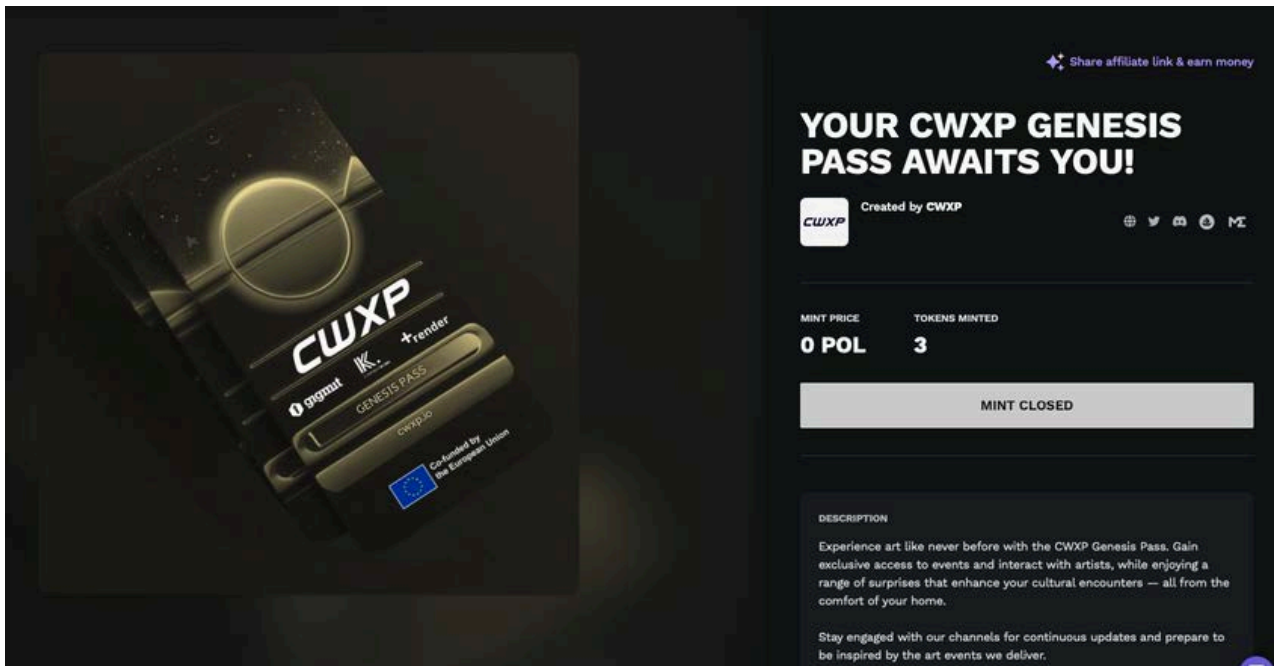 CWXP
gigmit
K.
+render
GENESIS PASS
cwxp.io
Co-funded by
the European Union
Share affiliate link & earn money
YOUR CWXP GENESIS
PASS AWAITS YOU!
CWXP
Created by CWXP
MINT PRICE
TOKENS MINTED
0 POL
3
MINT CLOSED
DESCRIPTION
Experience art like never before with the CWXP Genesis Pass. Gain
exclusive access to events and interact with artists, while enjoying a
range of surprises that enhance your cultural encounters — all from the
comfort of your home.
Stay engaged with our channels for continuous updates and prepare to
be inspired by the art events we deliver.